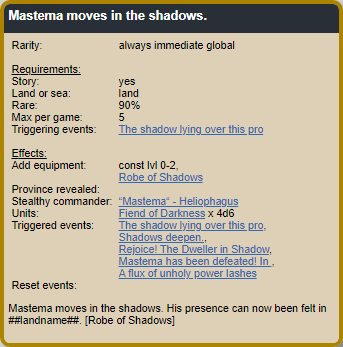 Mastema moves in the shadows.
Rarity: always immediate global
Requirements:
Story: yes
Land or sea: land
Rare: 90%
Max per game: 5
Triggering events: The shadow lying over this pro
Effects:
Add equipment: const lvl 0-2,
Robe of Shadows
Province revealed:
Stealthy commander: "Mastema" - Heliophagus
Units: Fiend of Darkness x 4d6
Triggered events: The shadow lying over this pro,
Shadows deepen,,
Rejoice! The Dweller in Shadow,
Mastema has been defeated! In ,
A flux of unholy power lashes
Reset events:
Mastema moves in the shadows. His presence can now been felt in
##landname##. [Robe of Shadows]